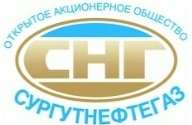 ОТКРЫТОЕ АКЦИОНЕРНОЕ ОБЩЕСТВО
СНГ
СУРГУТНЕФТЕГАЗ